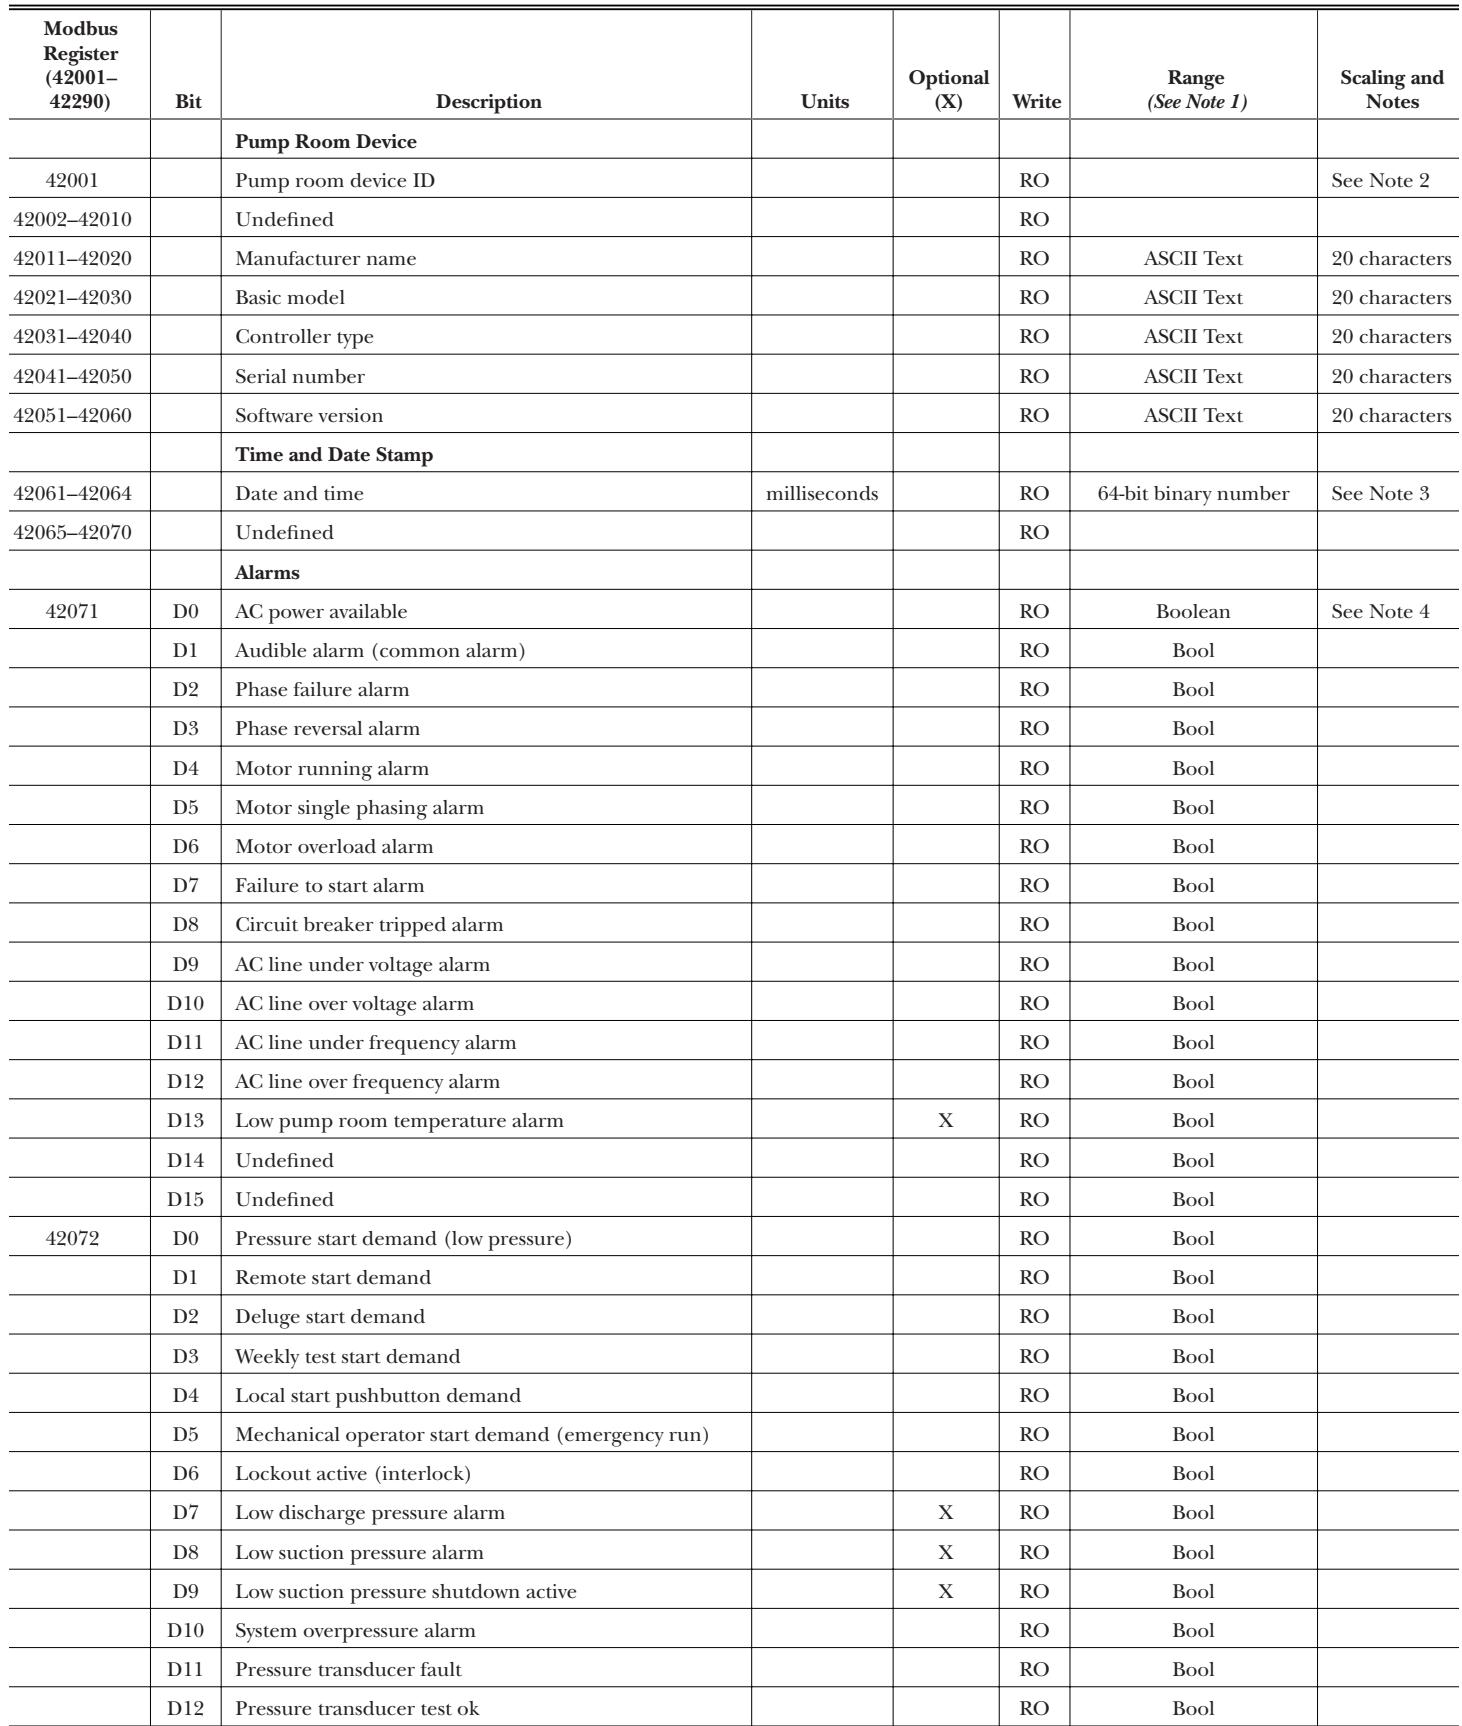 Modbus
Register
(42001–
42290)
Bit
Description
Units
Optional
(X)
Write
Range
(See Note 1)
Scaling and
Notes
Pump Room Device
42001 Pump room device ID RO See Note 2
42002–42010 Undefined RO
42011–42020 Manufacturer name RO ASCII Text 20 characters
42021–42030 Basic model RO ASCII Text 20 characters
42031–42040 Controller type RO ASCII Text 20 characters
42041–42050 Serial number RO ASCII Text 20 characters
42051–42060 Software version RO ASCII Text 20 characters
Time and Date Stamp
42061–42064 Date and time milliseconds RO 64-bit binary number See Note 3
42065–42070 Undefined RO
Alarms
42071 D0 AC power available RO Boolean See Note 4
D1 Audible alarm (common alarm) RO Bool
D2 Phase failure alarm RO Bool
D3 Phase reversal alarm RO Bool
D4 Motor running alarm RO Bool
D5 Motor single phasing alarm RO Bool
D6 Motor overload alarm RO Bool
D7 Failure to start alarm RO Bool
D8 Circuit breaker tripped alarm RO Bool
D9 AC line under voltage alarm RO Bool
D10 AC line over voltage alarm RO Bool
D11 AC line under frequency alarm RO Bool
D12 AC line over frequency alarm RO Bool
D13 Low pump room temperature alarm X RO Bool
D14 Undefined RO Bool
D15 Undefined RO Bool
42072 D0 Pressure start demand (low pressure) RO Bool
D1 Remote start demand RO Bool
D2 Deluge start demand RO Bool
D3 Weekly test start demand RO Bool
D4 Local start pushbutton demand RO Bool
D5 Mechanical operator start demand (emergency run) RO Bool
D6 Lockout active (interlock) RO Bool
D7 Low discharge pressure alarm X RO Bool
D8 Low suction pressure alarm X RO Bool
D9 Low suction pressure shutdown active X RO Bool
D10 System overpressure alarm RO Bool
D11 Pressure transducer fault RO Bool
D12 Pressure transducer test ok RO Bool